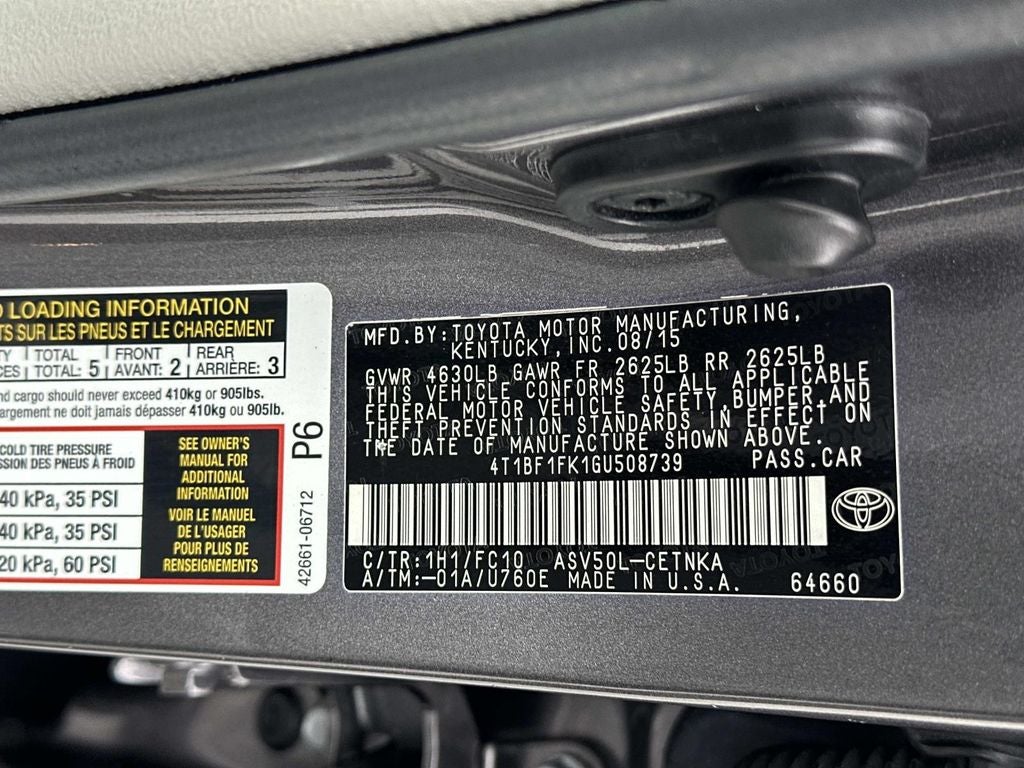 LOADING INFORMATION
SUR LES PNEUS ET LE CHARGEMENT
TOTAL FRONT REAR
TOTAL: 5 AVANT: 2 ARRIÈRE: 3
cargo should never exceed 410kg or 905lbs.
ne doit jamais dépasser 410kg ou 905lb.
COLD TIRE PRESSURE
DES PNEUS À FROID
40 kPa, 35 PSI
40 kPa, 35 PSI
20 kPa, 60 PSI
SEE OWNER'S
MANUAL FOR
ADDITIONAL
INFORMATION
VOIR LE MANUEL
DE L'USAGER
POUR PLUS DE
RENSEIGNEMENTS
P6
42661-06712
MFD.BY:TOYOTA MOTOR MANUFACTURING,
KENTUCKY,INC.08/15
GVWR 4630LB GAWR FR 2625LB RR 2625LB
THIS VEHICLE CONFORMS TO ALL APPLICABLE
FEDERAL MOTOR VEHICLE SAFETY,BUMPER,AND
THEFT PREVENTION STANDARDS IN EFFECT ON
THE DATE OF MANUFACTURE SHOWN ABOVE.
4T1BF1FK1GU508739 PASS.CAR
C/TR:1H1/FC10 ASV50L-CETNKA
A/TM:-01A/U760E MADE IN U.S.A. 64660